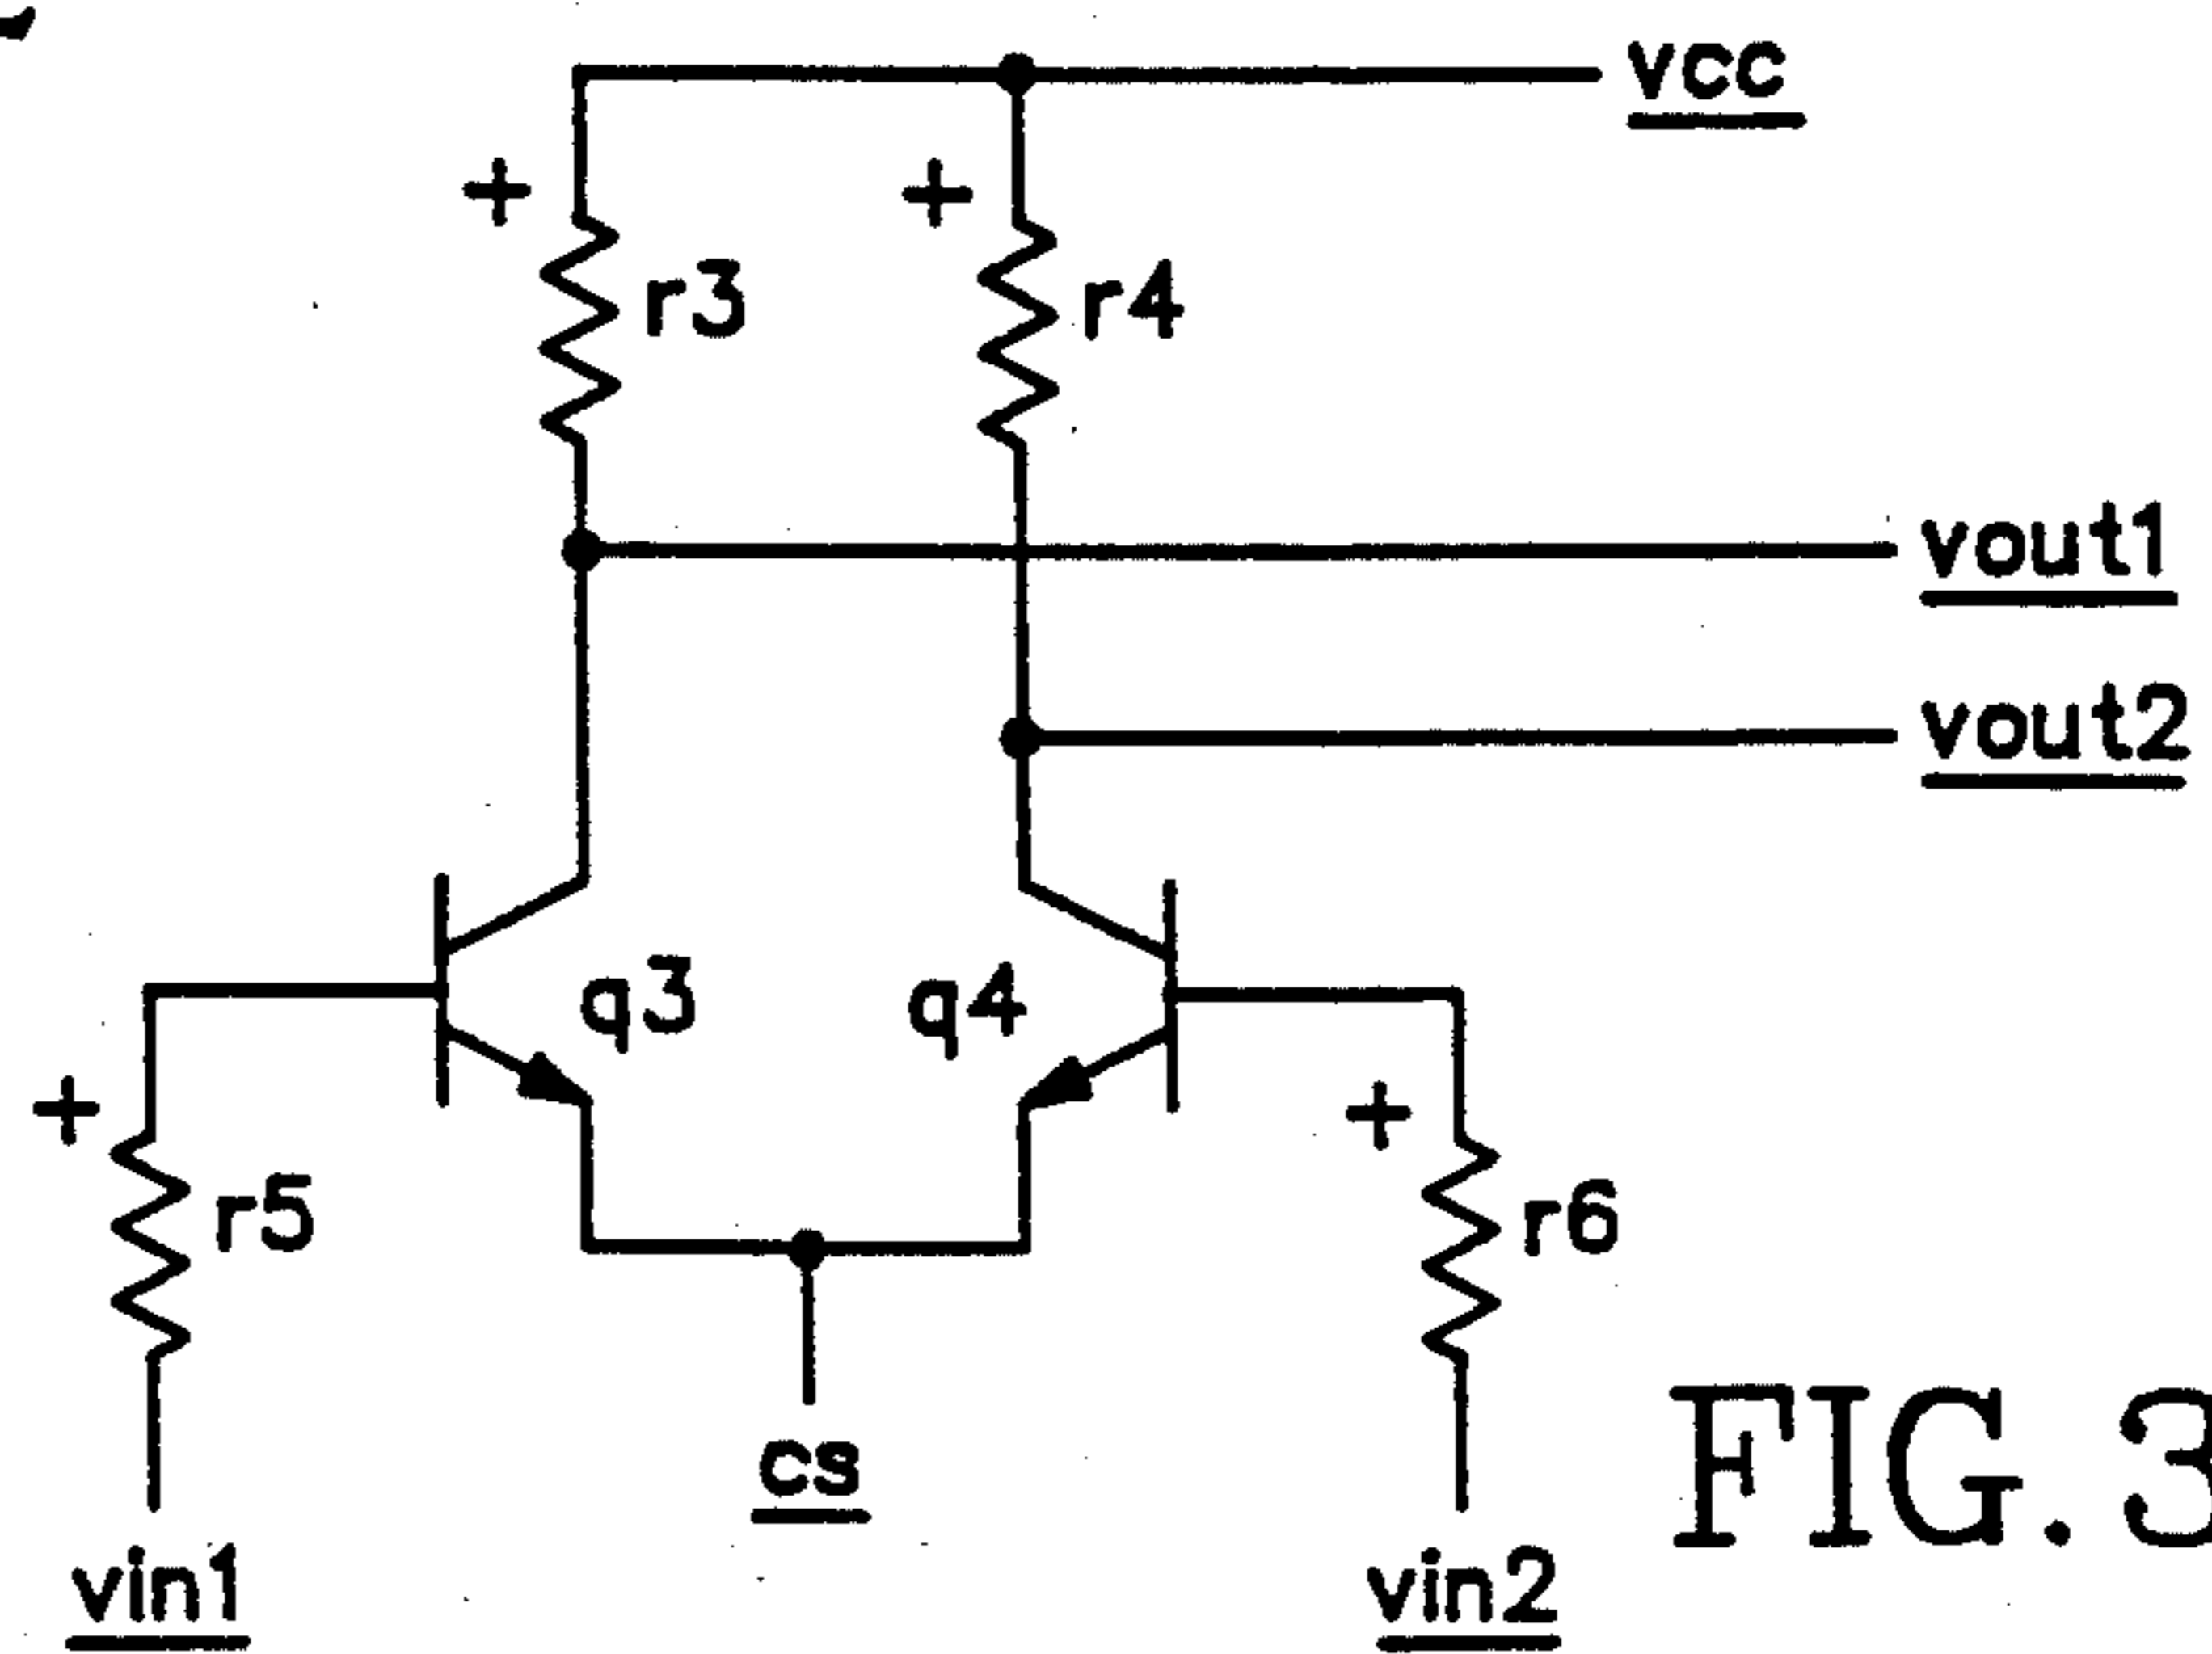 vcc
+
+
r3
r4
vout1
vout2
q3
q4
+
+
r5
r6
cs
FIG. 3
vin1
vin2